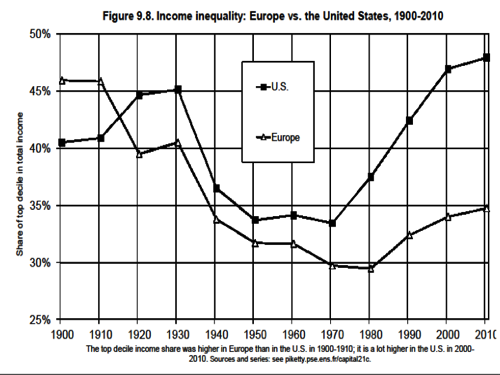 Figure 9.8. Income inequality: Europe vs. the United States, 1900-2010
50%
45%
40%
35%
30%
25%
Share of top decile in total income
U.S.
Europe
1900 1910 1920 1930 1940 1950 1960 1970 1980 1990 2000 2010
The top decile income share was higher in Europe than in the U.S. in 1900-1910; it is a lot higher in the U.S. in 2000-
2010. Sources and series: see piketty.pse.ens.fr/capital21c.